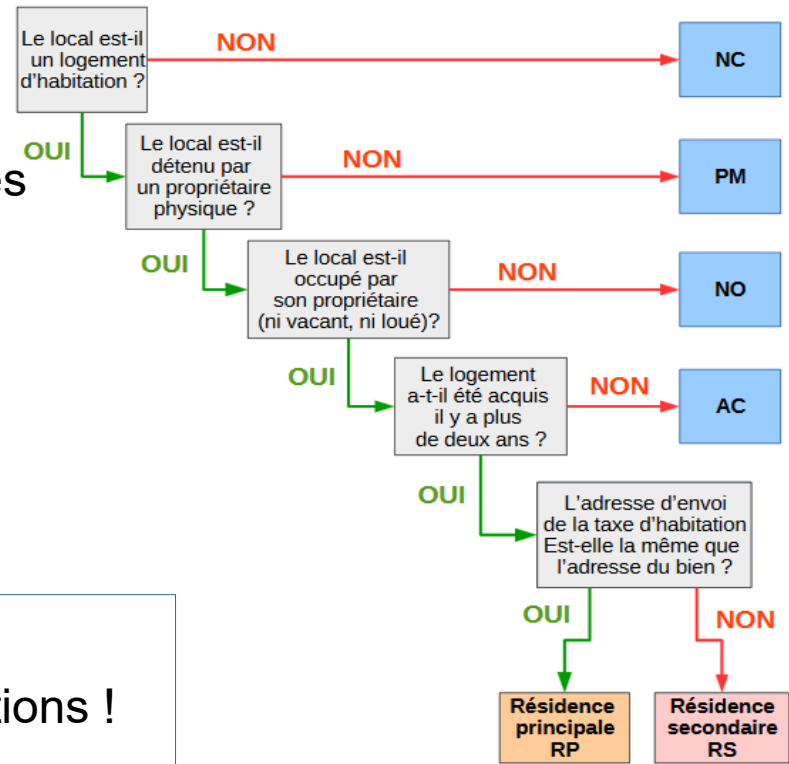 Le local est-il
un logement
d'habitation ?
NON
NC
OUI
es
Le local est-il
détenu par
un propriétaire
physique ?
NON
PM
OUI
Le local est-il
occupé par
son propriétaire
(ni vacant, ni loué)?
NON
NO
OUI
Le logement
a-t-il été acquis
il y a plus
de deux ans ?
NON
AC
OUI
L'adresse d'envoi
de la taxe d'habitation
Est-elle la même que
l'adresse du bien ?
OUI
NON
tions !
Résidence
principale
RP
Résidence
secondaire
RS